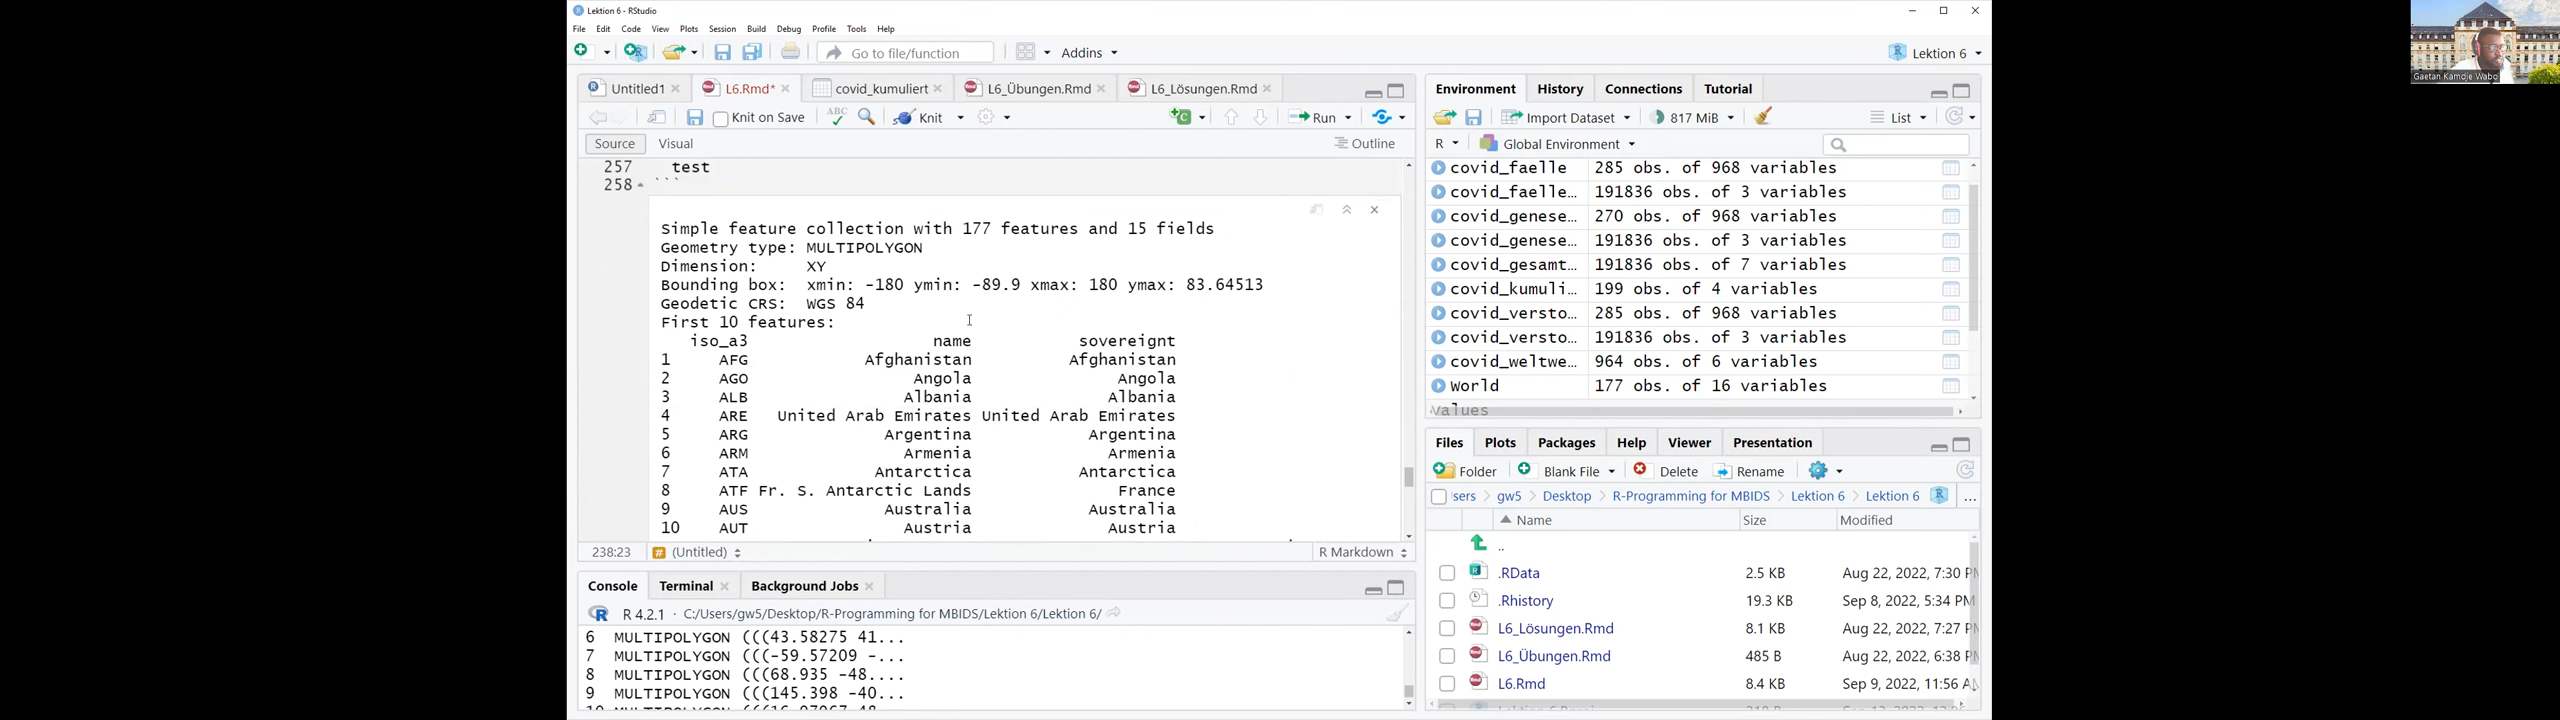 Lektion 6 - RStudio
File Edit Code View Plots Session Build Debug Profile Tools Help
Go to file/function Addins Lektion 6
Untitled1 L6.Rmd* covid_kumuliert L6_Übungen.Rmd L6_Lösungen.Rmd
Knit on Save ABC Knit Run
Source Visual Outline
257 test
258 ```
Simple feature collection with 177 features and 15 fields
Geometry type: MULTIPOLYGON
Dimension: XY
Bounding box: xmin: -180 ymin: -89.9 xmax: 180 ymax: 83.64513
Geodetic CRS: WGS 84
First 10 features:
iso_a3 name sovereignt
1 AFG Afghanistan Afghanistan
2 AGO Angola Angola
3 ALB Albania Albania
4 ARE United Arab Emirates United Arab Emirates
5 ARG Argentina Argentina
6 ARM Armenia Armenia
7 ATA Antarctica Antarctica
8 ATF Fr. S. Antarctic Lands France
9 AUS Australia Australia
10 AUT Austria Austria
238:23 (Untitled) R Markdown
Console Terminal Background Jobs
R 4.2.1 · C:/Users/gw5/Desktop/R-Programming for MBIDS/Lektion 6/Lektion 6/
6 MULTIPOLYGON (((43.58275 41...
7 MULTIPOLYGON (((-59.57209 -...
8 MULTIPOLYGON (((68.935 -48....
9 MULTIPOLYGON (((145.398 -40...
Environment History Connections Tutorial
Import Dataset 817 MiB List
R Global Environment
covid_faelle 285 obs. of 968 variables
covid_faelle… 191836 obs. of 3 variables
covid_genese… 270 obs. of 968 variables
covid_genese… 191836 obs. of 3 variables
covid_gesamt… 191836 obs. of 7 variables
covid_kumuli… 199 obs. of 4 variables
covid_versto… 285 obs. of 968 variables
covid_versto… 191836 obs. of 3 variables
covid_weltwe… 964 obs. of 6 variables
World 177 obs. of 16 variables
Values
Files Plots Packages Help Viewer Presentation
Folder Blank File Delete Rename
sers gw5 Desktop R-Programming for MBIDS Lektion 6 Lektion 6 ...
Name Size Modified
..
.RData 2.5 KB Aug 22, 2022, 7:30 P
.Rhistory 19.3 KB Sep 8, 2022, 5:34 PM
L6_Lösungen.Rmd 8.1 KB Aug 22, 2022, 7:27 P
L6_Übungen.Rmd 485 B Aug 22, 2022, 6:38 P
L6.Rmd 8.4 KB Sep 9, 2022, 11:56 A
Gaetan Kamdje Wabo